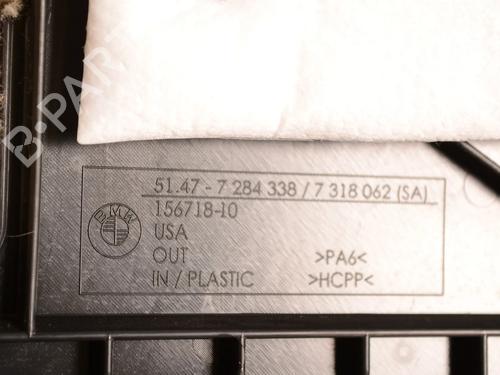 B-PARTS
51.47 - 7 284 338 / 7 318 062 (SA)
156718-10
BMW
USA
OUT >PA6<
IN / PLASTIC >HCPP<